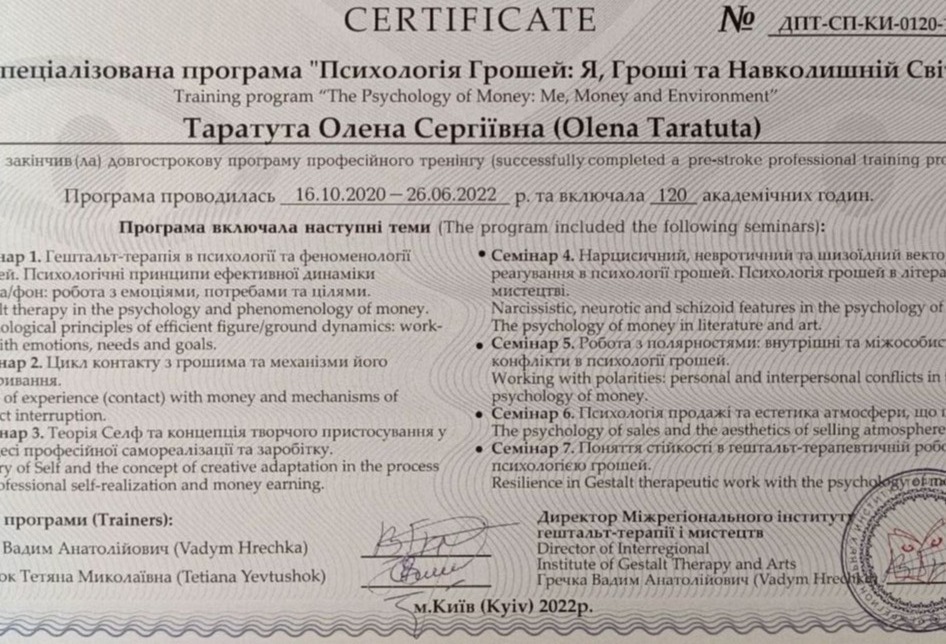 CERTIFICATE
№ ДПТ-СП-КИ-0120-
пеціалізована програма "Психологія Грошей: Я, Гроші та Навколишній Сві
Training program “The Psychology of Money: Me, Money and Environment”
Таратута Олена Сергіївна (Olena Taratuta)
закінчив(ла) довгострокову програму професійного тренінгу (successfully completed a pre-stroke professional training pro
Програма проводилась 16.10.2020 – 26.06.2022 р. та включала 120 академічних годин.
Програма включала наступні теми (The program included the following seminars):
нар 1. Гештальт-терапія в психології та феноменології
ей. Психологічні принципи ефективної динаміки
а/фон: робота з емоціями, потребами та цілями.
lt therapy in the psychology and phenomenology of money.
ological principles of efficient figure/ground dynamics: work-
ith emotions, needs and goals.
нар 2. Цикл контакту з грошима та механізми його
ривання.
of experience (contact) with money and mechanisms of
ct interruption.
нар 3. Теорія Селф та концепція творчого пристосування у
есі професійної самореалізації та заробітку.
ry of Self and the concept of creative adaptation in the process
ofessional self-realization and money earning.
• Семінар 4. Нарцисичний, невротичний та шизоїдний векто
реагування в психології грошей. Психологія грошей в літера
мистецтві.
Narcissistic, neurotic and schizoid features in the psychology of
The psychology of money in literature and art.
• Семінар 5. Робота з полярностями: внутрішні та міжособис
конфлікти в психології грошей.
Working with polarities: personal and interpersonal conflicts in
psychology of money.
• Семінар 6. Психологія продажі та естетика атмосфери, що
The psychology of sales and the aesthetics of selling atmosphere
• Семінар 7. Поняття стійкості в гештальт-терапевтичній робо
психологією грошей.
Resilience in Gestalt therapeutic work with the psychology of mo
програми (Trainers):
Вадим Анатолійович (Vadym Hrechka)
ок Тетяна Миколаївна (Tetiana Yevtushok)
Директор Міжрегіонального інституту
гештальт-терапії і мистецтв
Director of Interregional
Institute of Gestalt Therapy and Arts
Гречка Вадим Анатолійович (Vadym Hrechka)
м.Київ (Kyiv) 2022р.